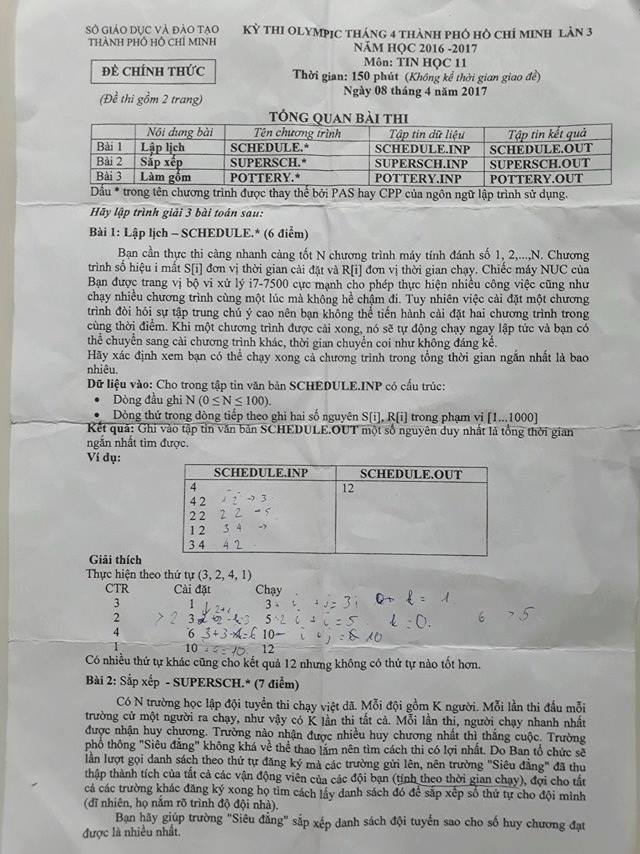 SỞ GIÁO DỤC VÀ ĐÀO TẠO
THÀNH PHỐ HỒ CHÍ MINH
ĐỀ CHÍNH THỨC
(Đề thi gồm 2 trang)
KỲ THI OLYMPIC THÁNG 4 THÀNH PHỐ HỒ CHÍ MINH LẦN 3
NĂM HỌC 2016 -2017
Môn: TIN HỌC 11
Thời gian: 150 phút (Không kể thời gian giao đề)
Ngày 08 tháng 4 năm 2017
TỔNG QUAN BÀI THI
Nội dung bài Tên chương trình Tập tin dữ liệu Tập tin kết quả
Bài 1 Lập lịch SCHEDULE.* SCHEDULE.INP SCHEDULE.OUT
Bài 2 Sắp xếp SUPERSCH.* SUPERSCH.INP SUPERSCH.OUT
Bài 3 Làm gốm POTTERY.* POTTERY.INP POTTERY.OUT
Dấu * trong tên chương trình được thay thế bởi PAS hay CPP của ngôn ngữ lập trình sử dụng.
Hãy lập trình giải 3 bài toán sau:
Bài 1: Lập lịch – SCHEDULE.* (6 điểm)
Bạn cần thực thi càng nhanh càng tốt N chương trình máy tính đánh số 1, 2,...,N. Chương
trình số hiệu i mất S[i] đơn vị thời gian cài đặt và R[i] đơn vị thời gian chạy. Chiếc máy NUC của
Bạn được trang vị bộ vi xử lý i7-7500 cực mạnh cho phép thực hiện nhiều công việc cũng như
chạy nhiều chương trình cùng một lúc mà không hề chậm đi. Tuy nhiên việc cài đặt một chương
trình đòi hỏi sự tập trung chú ý cao nên bạn không thể tiến hành cài đặt hai chương trình trong
cùng thời điểm. Khi một chương trình được cài xong, nó sẽ tự động chạy ngay lập tức và bạn có
thể chuyển sang cài chương trình khác, thời gian chuyển coi như không đáng kể.
Hãy xác định xem bạn có thể chạy xong cả chương trình trong tổng thời gian ngắn nhất là bao
nhiêu.
Dữ liệu vào: Cho trong tập tin văn bản SCHEDULE.INP có cấu trúc:
• Dòng đầu ghi N (0 ≤ N ≤ 100).
• Dòng thứ trong dòng tiếp theo ghi hai số nguyên S[i], R[i] trong phạm vi [1...1000]
Kết quả: Ghi vào tập tin văn bản SCHEDULE.OUT một số nguyên duy nhất là tổng thời gian
ngắn nhất tìm được.
Ví dụ:
SCHEDULE.INP SCHEDULE.OUT
4 12
4 2
2 2 2 2
1 2 3 4
3 4 4 2
Giải thích
Thực hiện theo thứ tự (3, 2, 4, 1)
CTR Cài đặt Chạy
3 1 3
2 3 5
4 6 10
1 10 12
Có nhiều thứ tự khác cũng cho kết quả 12 nhưng không có thứ tự nào tốt hơn.
Bài 2: Sắp xếp - SUPERSCH.* (7 điểm)
Có N trường học lập đội tuyển thi chạy việt dã. Mỗi đội gồm K người. Mỗi lần thi đấu mỗi
trường cử một người ra chạy, như vậy có K lần thi tất cả. Mỗi lần thi, người chạy nhanh nhất
được nhận huy chương. Trường nào nhận được nhiều huy chương nhất thì thắng cuộc. Trường
phổ thông "Siêu đẳng" không khá về thể thao lắm nên tìm cách thi có lợi nhất. Do Ban tổ chức sẽ
lần lượt gọi danh sách theo thứ tự đăng ký mà các trường gửi lên, nên trường "Siêu đẳng" đã thu
thập thành tích của tất cả các vận động viên của các đội bạn (tính theo thời gian chạy), đợi cho tất
cả các trường khác đăng ký xong họ tìm cách lấy danh sách đó để sắp xếp số thứ tự cho đội mình
(dĩ nhiên, họ nắm rõ trình độ đội nhà).
Bạn hãy giúp trường "Siêu đẳng" sắp xếp danh sách đội tuyển sao cho số huy chương đạt
được là nhiều nhất.